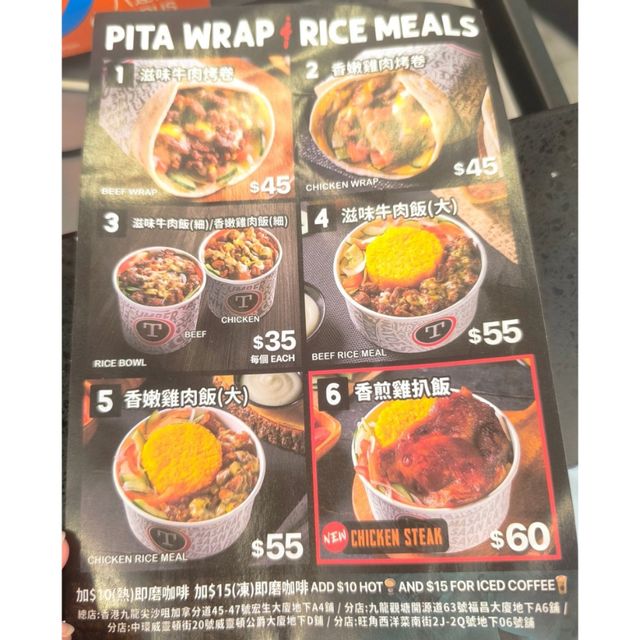 PITA WRAP & RICE MEALS
1 滋味牛肉烤卷
BEEF WRAP
$45
2 香嫩雞肉烤卷
CHICKEN WRAP
$45
3 滋味牛肉飯(細)/香嫩雞肉飯(細)
CHICKEN
BEEF
RICE BOWL
$35
每個 EACH
4 滋味牛肉飯(大)
BEEF RICE MEAL
$55
5 香嫩雞肉飯(大)
CHICKEN RICE MEAL
$55
6 香煎雞扒飯
NEW CHICKEN STEAK
$60
加$10(熱)即磨咖啡 加$15(凍)即磨咖啡 ADD $10 HOT AND $15 FOR ICED COFFEE
總店:香港九龍尖沙咀加拿分道45-47號宏生大廈地下A4舖 / 分店:九龍觀塘開源道63號福昌大廈地下A6舖 /
分店:中環威靈頓街20號威靈頓公爵大廈地下D舖 / 分店:旺角西洋菜南街2J-2Q號地下06號舖